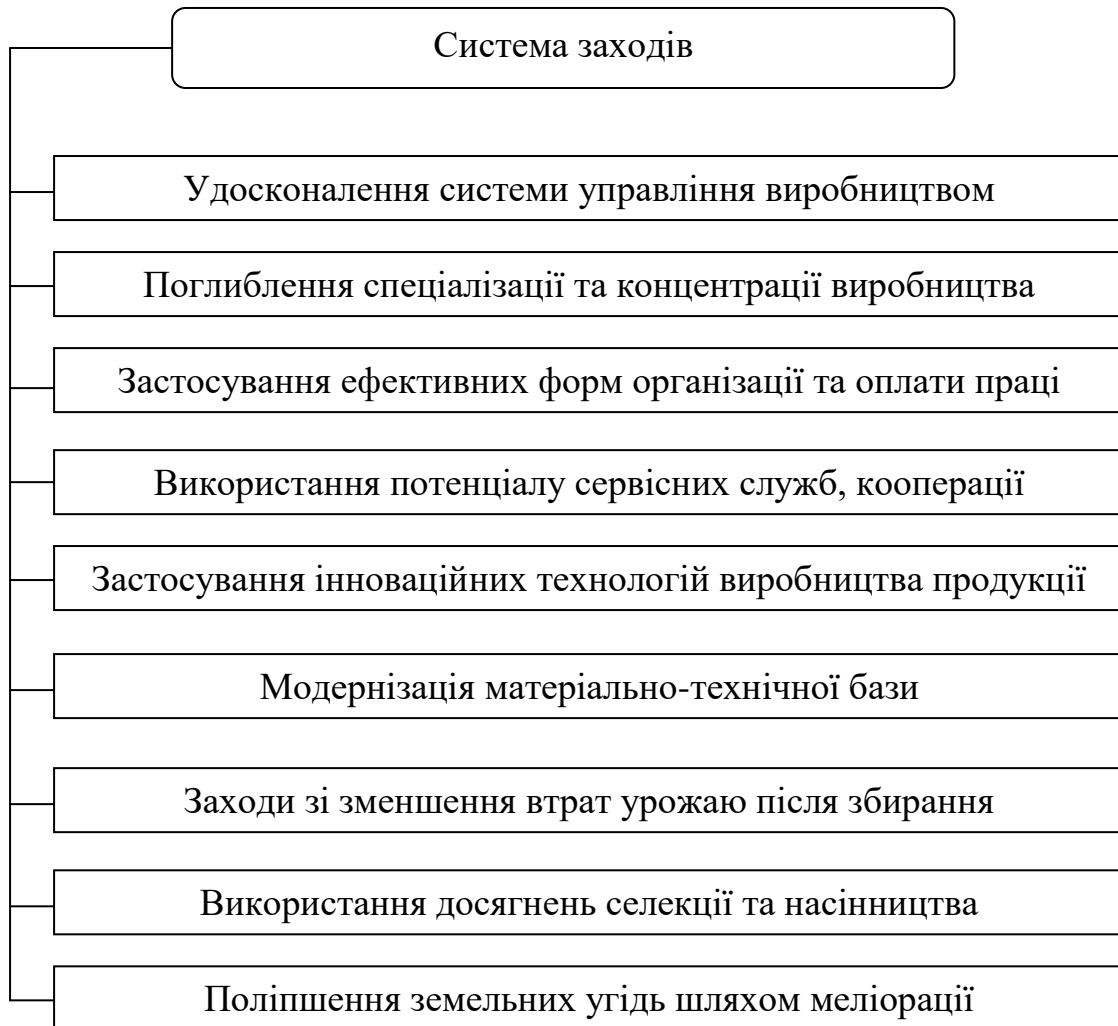 Система заходів
Удосконалення системи управління виробництвом
Поглиблення спеціалізації та концентрації виробництва
Застосування ефективних форм організації та оплати праці
Використання потенціалу сервісних служб, кооперації
Застосування інноваційних технологій виробництва продукції
Модернізація матеріально-технічної бази
Заходи зі зменшення втрат урожаю після збирання
Використання досягнень селекції та насінництва
Поліпшення земельних угідь шляхом меліорації